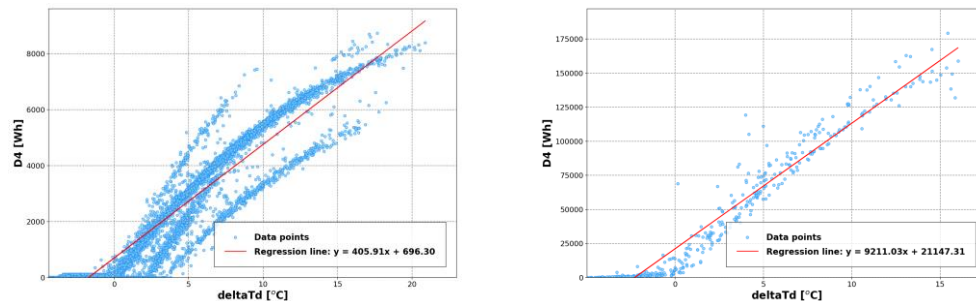 8000
6000
4000
2000
0
D4 [Wh]
0
5
10
15
20
deltaTd [°C]
Data points
Regression line: y = 405.91x + 696.30
175000
150000
125000
100000
75000
50000
25000
0
D4 [Wh]
0
5
10
15
deltaTd [°C]
Data points
Regression line: y = 9211.03x + 21147.31